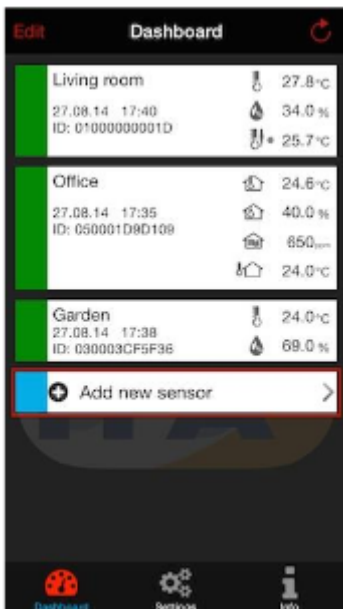 Edit Dashboard
Living room 27.8°C
27.08.14 17:40 34.0 %
ID: 01000000001D 25.7°C
Office 24.6°C
27.08.14 17:35 40.0 %
ID: 050001D9D109 650ppm
24.0°C
Garden 24.0°C
27.08.14 17:38
ID: 030003CF5F36 69.0 %
Add new sensor
Dashboard Settings Info